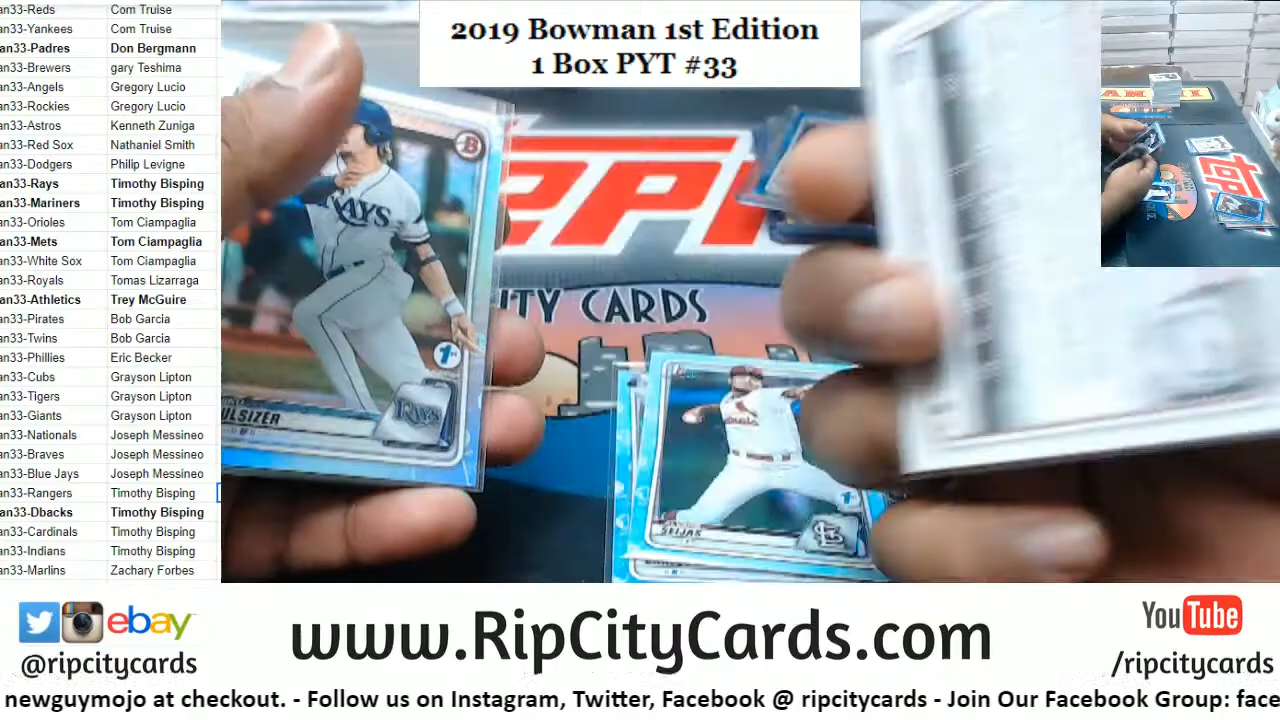 an33-Reds Com Truise
an33-Yankees Com Truise
an33-Padres Don Bergmann
an33-Brewers gary Teshima
an33-Angels Gregory Lucio
an33-Rockies Gregory Lucio
an33-Astros Kenneth Zuniga
an33-Red Sox Nathaniel Smith
an33-Dodgers Philip Levigne
an33-Rays Timothy Bisping
an33-Mariners Timothy Bisping
an33-Orioles Tom Ciampaglia
an33-Mets Tom Ciampaglia
an33-White Sox Tom Ciampaglia
an33-Royals Tomas Lizarraga
an33-Athletics Trey McGuire
an33-Pirates Bob Garcia
an33-Twins Bob Garcia
an33-Phillies Eric Becker
an33-Cubs Grayson Lipton
an33-Tigers Grayson Lipton
an33-Giants Grayson Lipton
an33-Nationals Joseph Messineo
an33-Braves Joseph Messineo
an33-Blue Jays Joseph Messineo
an33-Rangers Timothy Bisping
an33-Dbacks Timothy Bisping
an33-Cardinals Timothy Bisping
an33-Indians Timothy Bisping
an33-Marlins Zachary Forbes
2019 Bowman 1st Edition
1 Box PYT #33
B
RAYS
1st
ULSIZER
RAYS
ITY CARDS
SEIJAS
1st
ebay
@ripcitycards
www.RipCityCards.com
YouTube
/ripcitycards
newguymojo at checkout. - Follow us on Instagram, Twitter, Facebook @ ripcitycards - Join Our Facebook Group: face